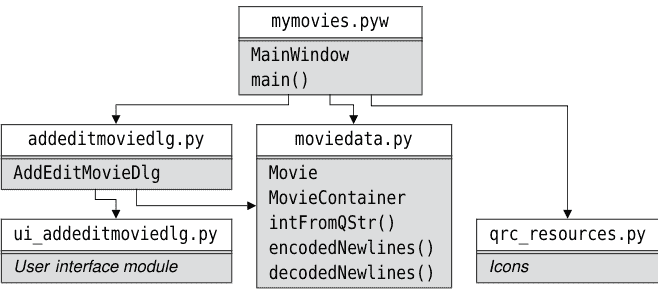 mymovies.pyw
MainWindow
main()
addeditmoviedlg.py
AddEditMovieDlg
moviedata.py
Movie
MovieContainer
intFromQStr()
encodedNewlines()
decodedNewlines()
ui_addeditmoviedlg.py
User interface module
qrc_resources.py
Icons